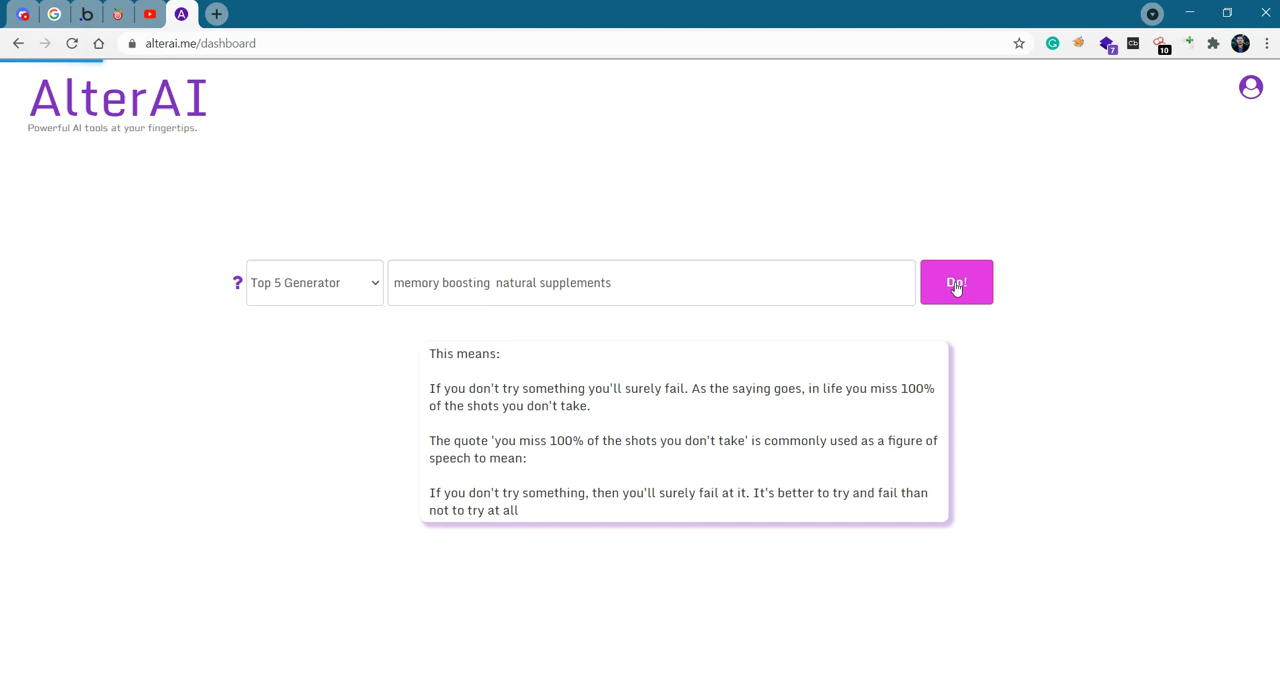 alterai.me/dashboard
7
Cb
10
AlterAI
Powerful AI tools at your fingertips.
? Top 5 Generator memory boosting  natural supplements Do!
This means:
If you don't try something you'll surely fail. As the saying goes, in life you miss 100%
of the shots you don't take.
The quote 'you miss 100% of the shots you don't take' is commonly used as a figure of
speech to mean:
If you don't try something, then you'll surely fail at it. It's better to try and fail than
not to try at all